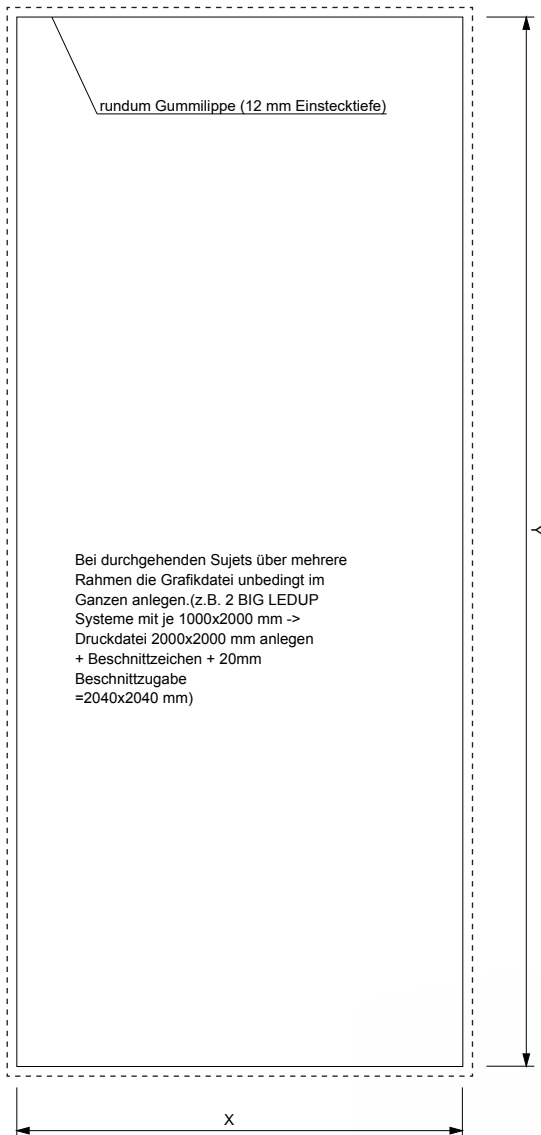 rundum Gummilippe (12 mm Einstecktiefe)
Y
Bei durchgehenden Sujets über mehrere
Rahmen die Grafikdatei unbedingt im
Ganzen anlegen.(z.B. 2 BIG LEDUP
Systeme mit je 1000x2000 mm ->
Druckdatei 2000x2000 mm anlegen
+ Beschnittzeichen + 20mm
Beschnittzugabe
=2040x2040 mm)
X